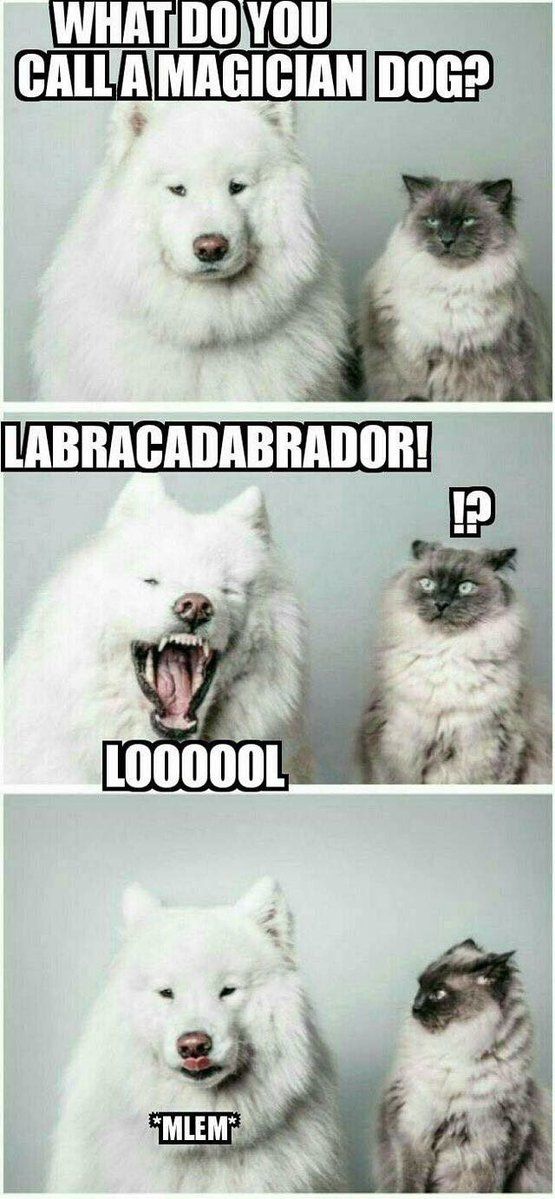 WHAT DO YOU
CALL A MAGICIAN DOG?
LABRACADABRADOR!
!?
LOOOOOL
*MLEM*